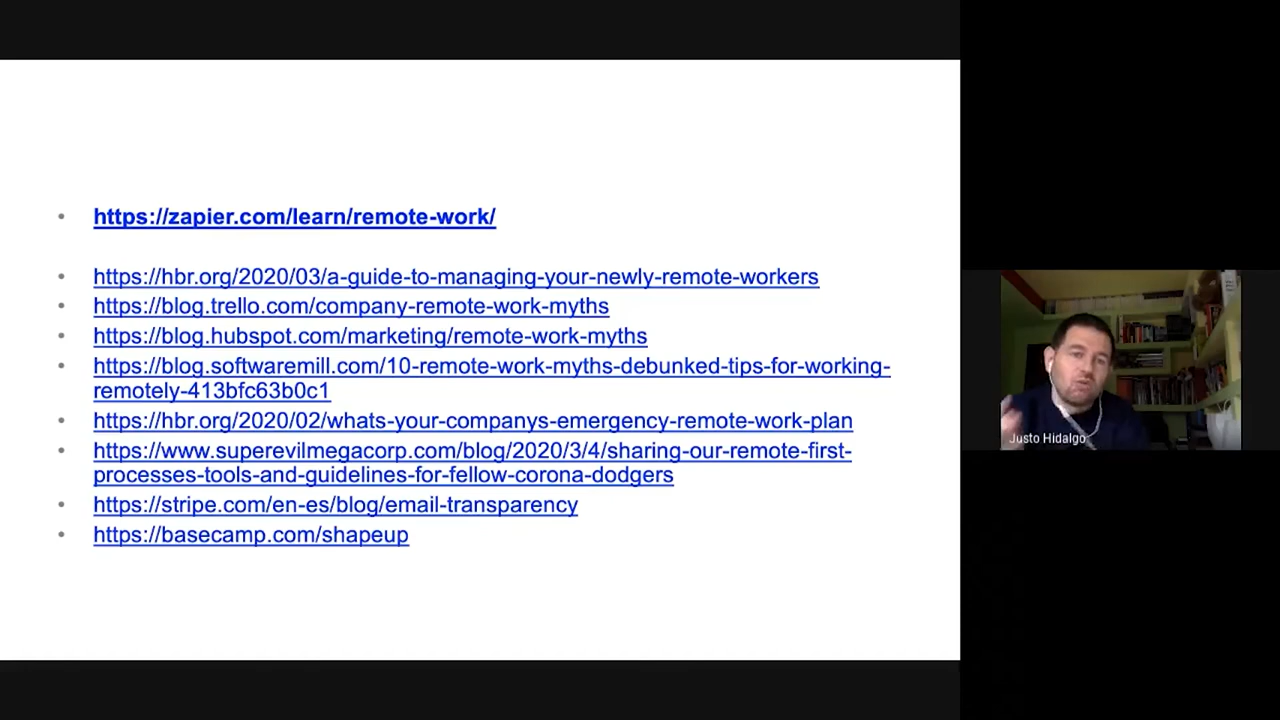 • https://zapier.com/learn/remote-work/
• https://hbr.org/2020/03/a-guide-to-managing-your-newly-remote-workers
• https://blog.trello.com/company-remote-work-myths
• https://blog.hubspot.com/marketing/remote-work-myths
• https://blog.softwaremill.com/10-remote-work-myths-debunked-tips-for-working-
remotely-413bfc63b0c1
• https://hbr.org/2020/02/whats-your-companys-emergency-remote-work-plan
• https://www.superevilmegacorp.com/blog/2020/3/4/sharing-our-remote-first-
processes-tools-and-guidelines-for-fellow-corona-dodgers
• https://stripe.com/en-es/blog/email-transparency
• https://basecamp.com/shapeup
Justo Hidalgo